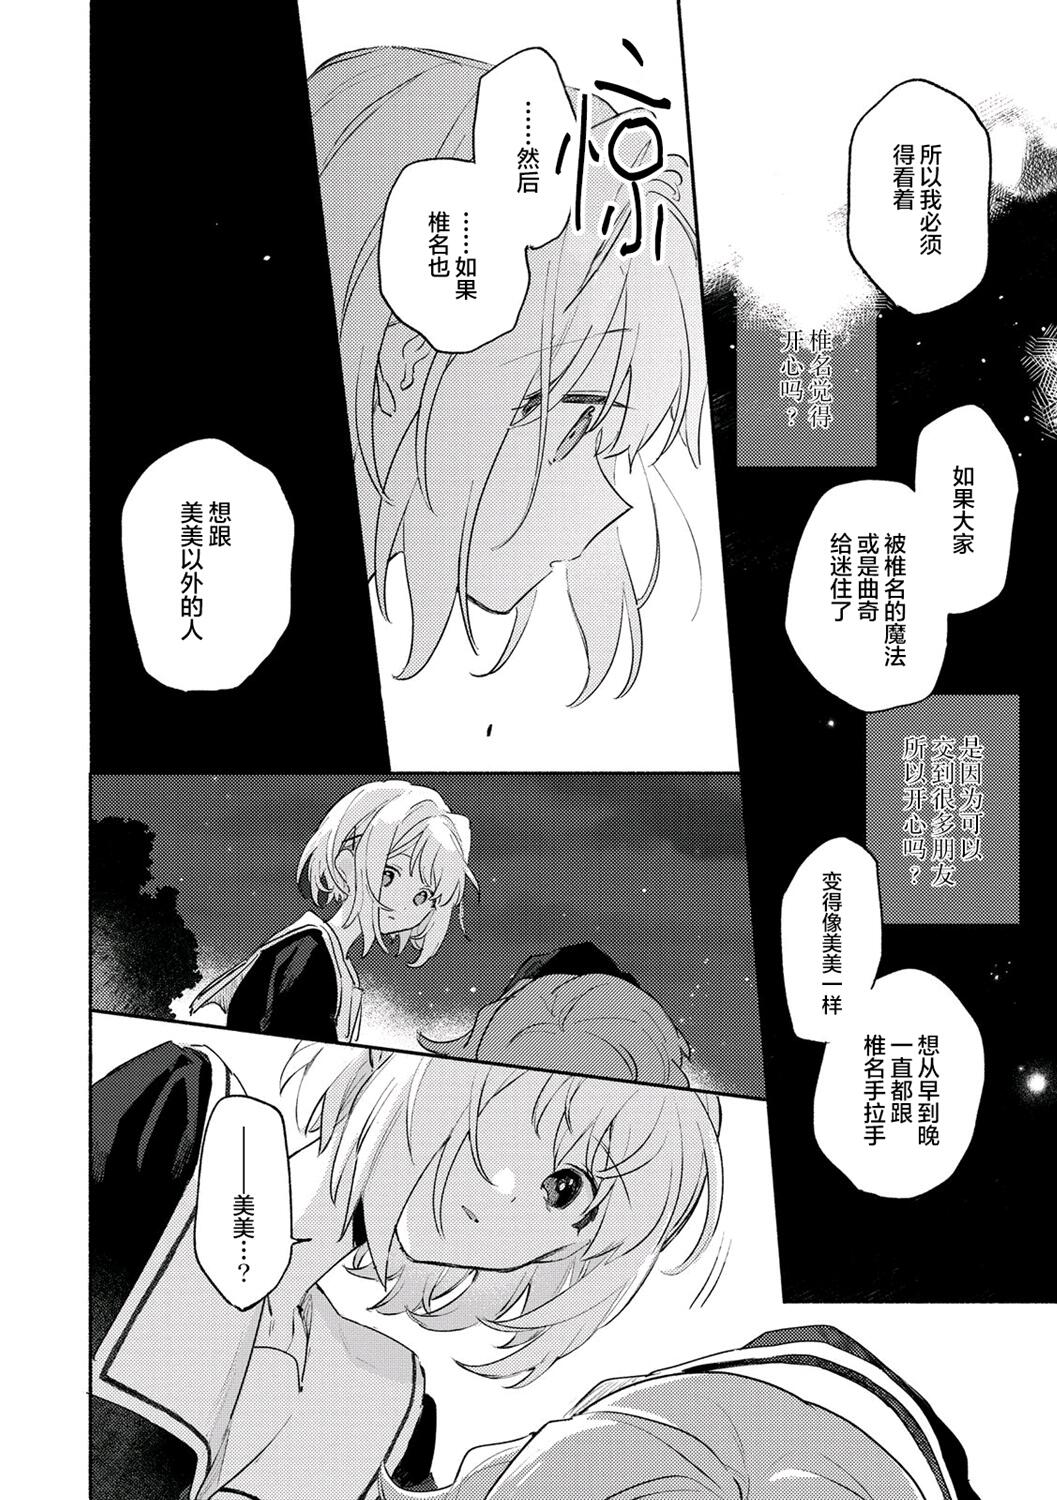 所以我必须
得看着
椎名觉得
开心吗？
如果大家
被椎名的魔法
或是曲奇
给迷住了
是因为可以
交到很多朋友
所以开心吗？
变得像美美一样
想从早到晚
一直都跟
椎名手拉手
惊
……然后
……如果
椎名也
想跟
美美以外的人
——美美…？